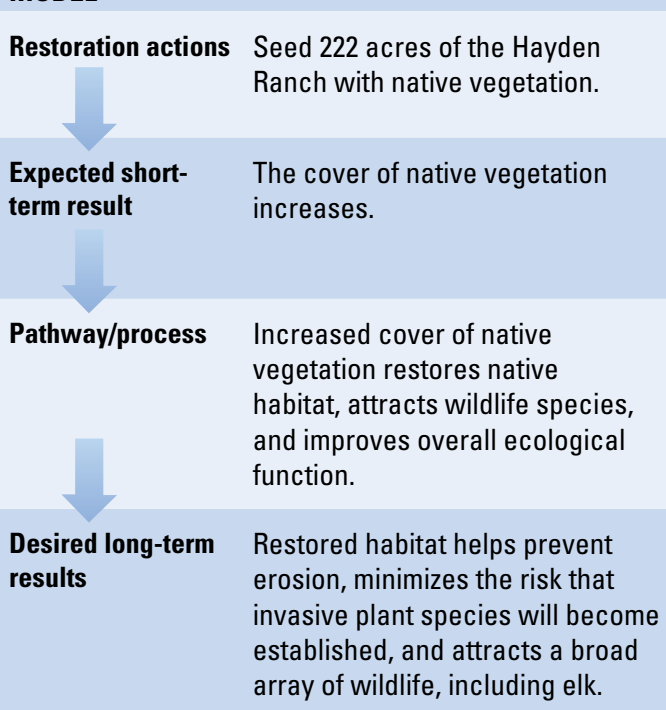 Restoration actions
Seed 222 acres of the Hayden
Ranch with native vegetation.
Expected short-
term result
The cover of native vegetation
increases.
Pathway/process
Increased cover of native
vegetation restores native
habitat, attracts wildlife species,
and improves overall ecological
function.
Desired long-term
results
Restored habitat helps prevent
erosion, minimizes the risk that
invasive plant species will become
established, and attracts a broad
array of wildlife, including elk.